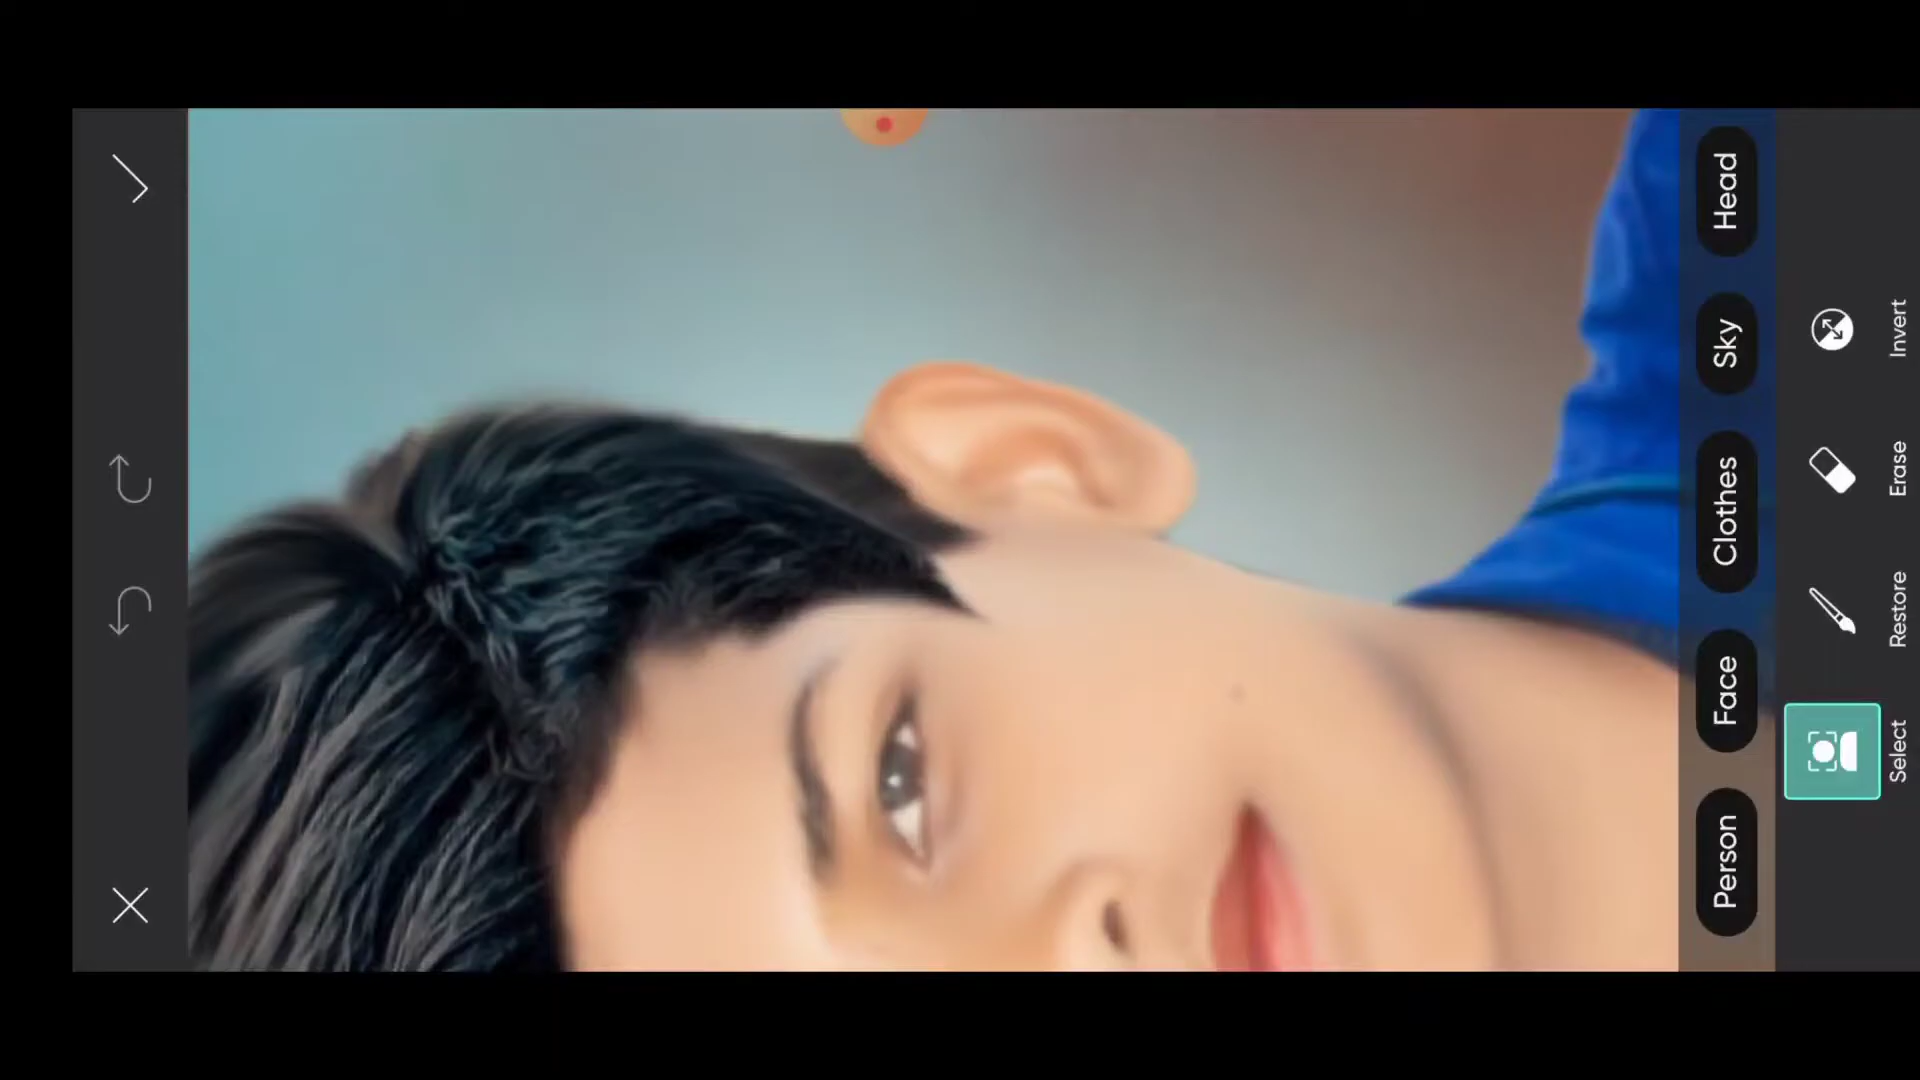 Person
Face
Clothes
Sky
Head
Select
Restore
Erase
Invert